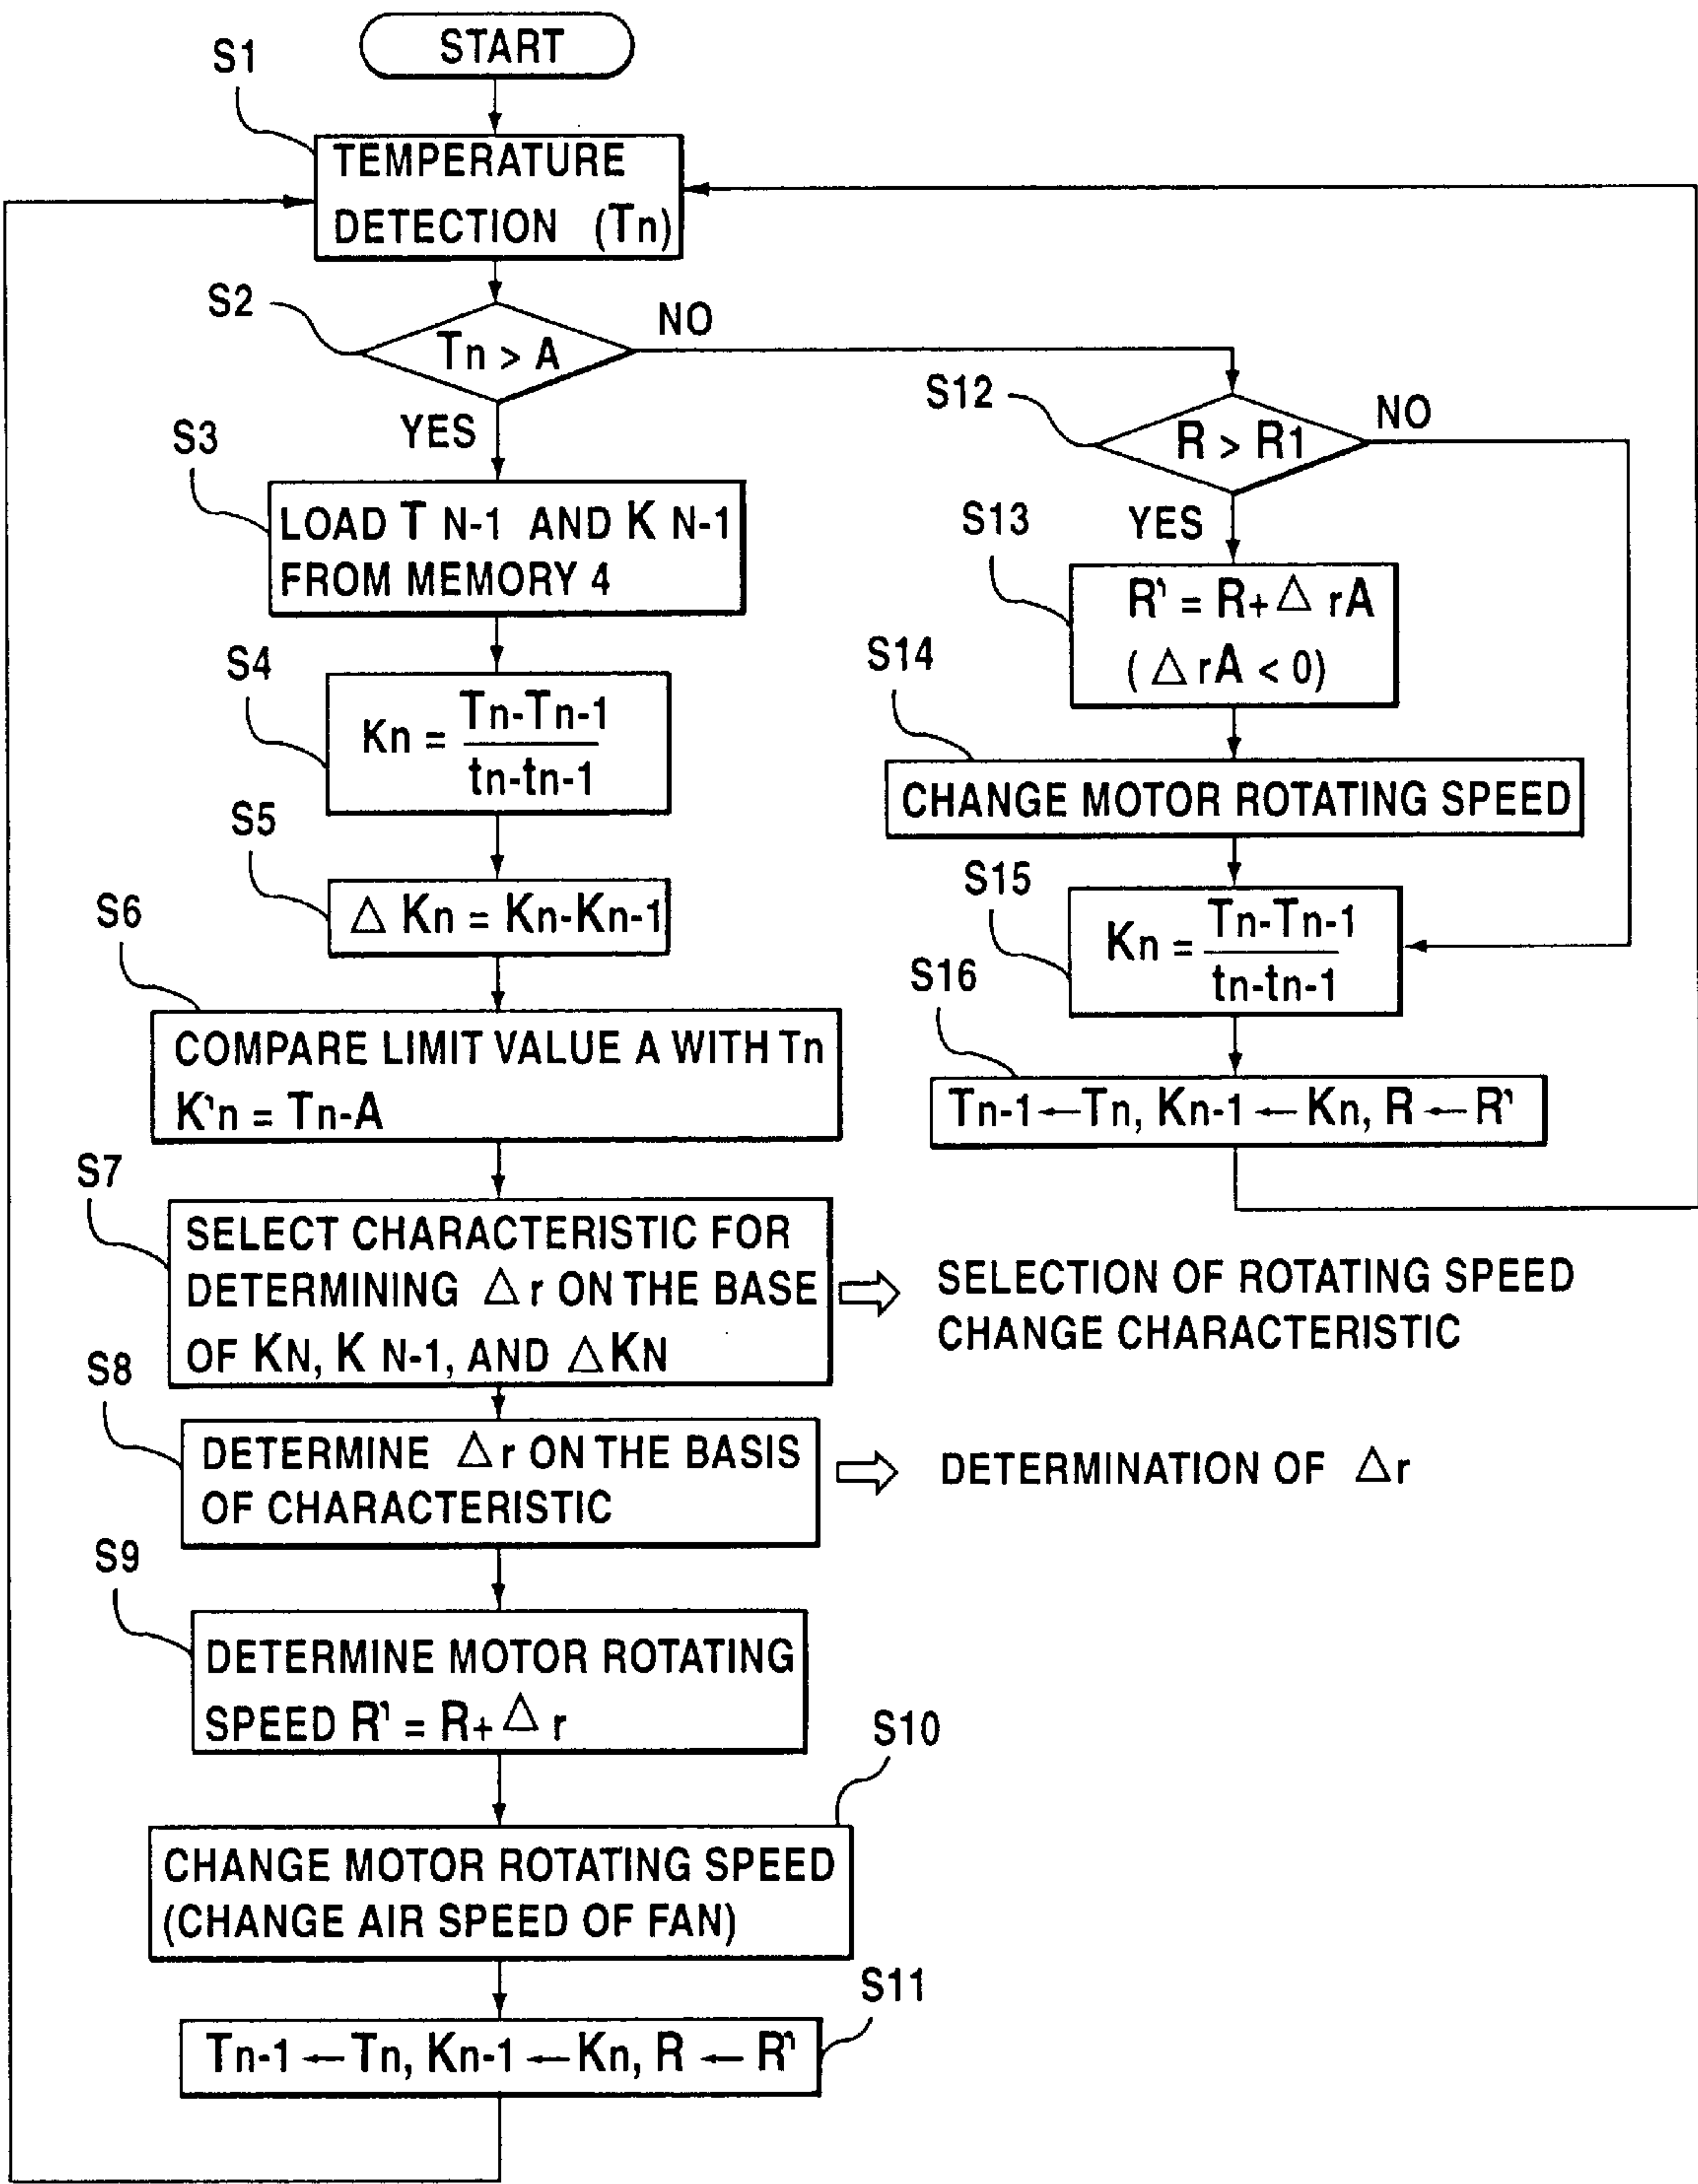 START
S1
TEMPERATURE
DETECTION (Tn)
S2
Tn > A
NO
YES
S3
LOAD T N-1 AND K N-1
FROM MEMORY 4
S4
Kn = Tn-Tn-1
tn-tn-1
S5
△ Kn = Kn-Kn-1
S6
COMPARE LIMIT VALUE A WITH Tn
K'n = Tn-A
S7
SELECT CHARACTERISTIC FOR
DETERMINING △r ON THE BASE
OF KN, K N-1, AND △KN
SELECTION OF ROTATING SPEED
CHANGE CHARACTERISTIC
S8
DETERMINE △r ON THE BASIS
OF CHARACTERISTIC
DETERMINATION OF △r
S9
DETERMINE MOTOR ROTATING
SPEED R' = R+ △ r
S10
CHANGE MOTOR ROTATING SPEED
(CHANGE AIR SPEED OF FAN)
S11
Tn-1 ← Tn, Kn-1 ← Kn, R ← R'
S12
R > R1
NO
YES
S13
R' = R+ △ rA
( △ rA < 0)
S14
CHANGE MOTOR ROTATING SPEED
S15
Kn = Tn-Tn-1
tn-tn-1
S16
Tn-1 ← Tn, Kn-1 ← Kn, R ← R'